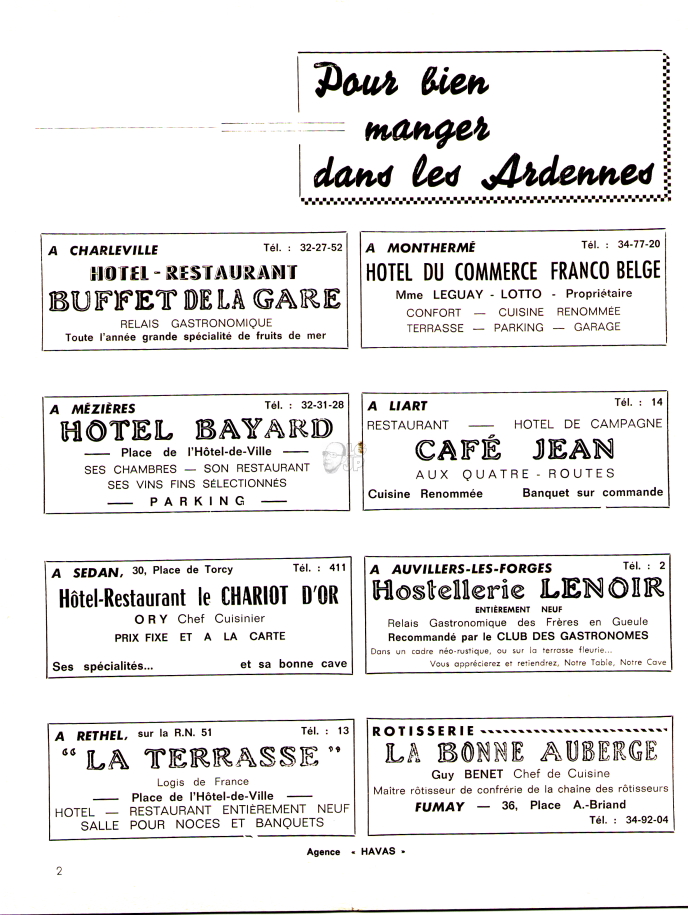 Pour bien
manger
dans les Ardennes
A CHARLEVILLE Tél. : 32-27-52
HOTEL - RESTAURANT
BUFFET DE LA GARE
RELAIS GASTRONOMIQUE
Toute l'année grande spécialité de fruits de mer
A MONTHERMÉ Tél. : 34-77-20
HOTEL DU COMMERCE FRANCO BELGE
Mme LEGUAY - LOTTO - Propriétaire
CONFORT — CUISINE RENOMMÉE
TERRASSE — PARKING — GARAGE
A MÉZIÈRES Tél. : 32-31-28
HOTEL BAYARD
— Place de l'Hôtel-de-Ville —
SES CHAMBRES — SON RESTAURANT
SES VINS FINS SÉLECTIONNÉS
— PARKING —
A LIART Tél. : 14
RESTAURANT — HOTEL DE CAMPAGNE
CAFÉ JEAN
AUX QUATRE - ROUTES
Cuisine Renommée Banquet sur commande
A SEDAN, 30, Place de Torcy Tél. : 411
Hôtel-Restaurant le CHARIOT D'OR
ORY Chef Cuisinier
PRIX FIXE ET A LA CARTE
Ses spécialités... et sa bonne cave
A AUVILLERS-LES-FORGES Tél. : 2
Hostellerie LENOIR
ENTIÈREMENT NEUF
Relais Gastronomique des Frères en Gueule
Recommandé par le CLUB DES GASTRONOMES
Dans un cadre néo-rustique, ou sur la terrasse fleurie...
Vous apprécierez et retiendrez, Notre Table, Notre Cave
A RETHEL, sur la R.N. 51 Tél. : 13
“ LA TERRASSE ”
Logis de France
— Place de l'Hôtel-de-Ville —
HOTEL — RESTAURANT ENTIÈREMENT NEUF
SALLE POUR NOCES ET BANQUETS
ROTISSERIE
LA BONNE AUBERGE
Guy BENET Chef de Cuisine
Maître rôtisseur de confrérie de la chaîne des rôtisseurs
FUMAY — 36, Place A.-Briand
Tél. : 34-92-04
Agence « HAVAS »
2